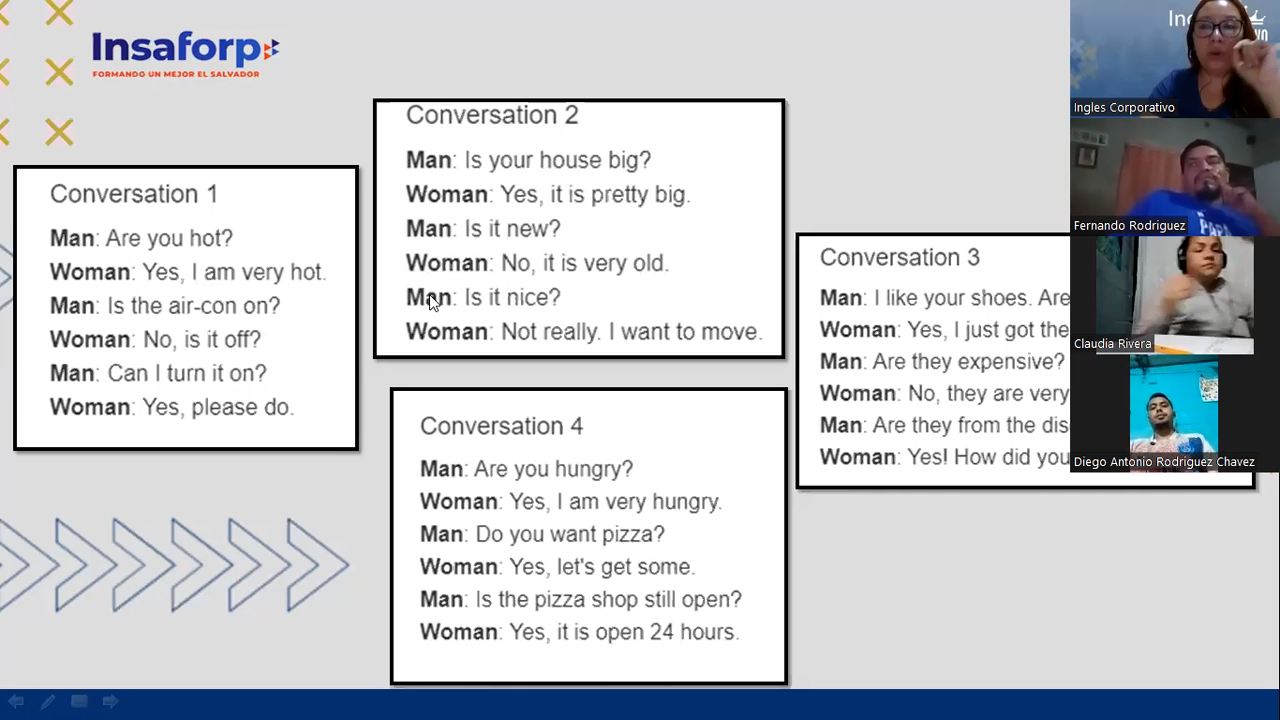 Insaforp
FORMANDO UN MEJOR EL SALVADOR
Conversation 1
Man: Are you hot?
Woman: Yes, I am very hot.
Man: Is the air-con on?
Woman: No, is it off?
Man: Can I turn it on?
Woman: Yes, please do.
Conversation 2
Man: Is your house big?
Woman: Yes, it is pretty big.
Man: Is it new?
Woman: No, it is very old.
Man: Is it nice?
Woman: Not really. I want to move.
Conversation 3
Man: I like your shoes. Are
Woman: Yes, I just got the
Man: Are they expensive?
Woman: No, they are very
Man: Are they from the dis
Woman: Yes! How did you
Conversation 4
Man: Are you hungry?
Woman: Yes, I am very hungry.
Man: Do you want pizza?
Woman: Yes, let's get some.
Man: Is the pizza shop still open?
Woman: Yes, it is open 24 hours.
Ingles Corporativo
Fernando Rodriguez
Claudia Rivera
Diego Antonio Rodriguez Chavez